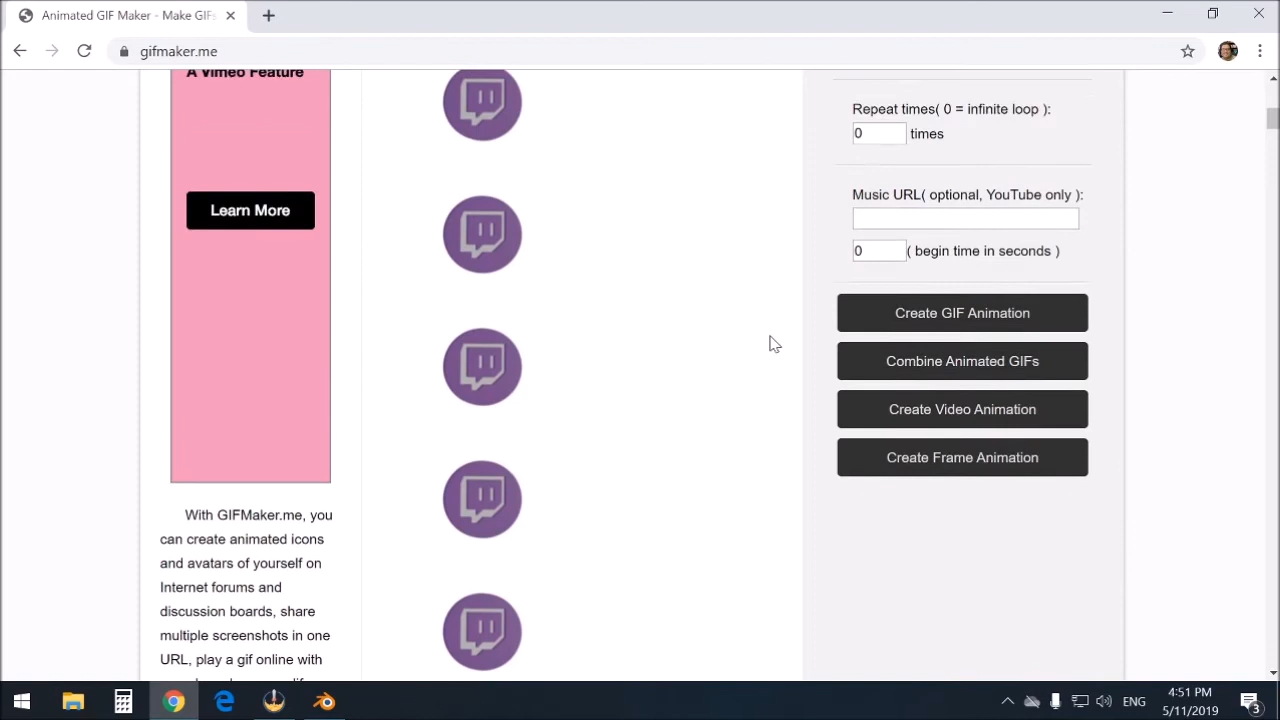 Animated GIF Maker - Make GIFs
gifmaker.me
A Vimeo Feature
Learn More
With GIFMaker.me, you
can create animated icons
and avatars of yourself on
Internet forums and
discussion boards, share
multiple screenshots in one
URL, play a gif online with
Repeat times( 0 = infinite loop ):
0 times
Music URL( optional, YouTube only ):
0 ( begin time in seconds )
Create GIF Animation
Combine Animated GIFs
Create Video Animation
Create Frame Animation
ENG
4:51 PM
5/11/2019
3